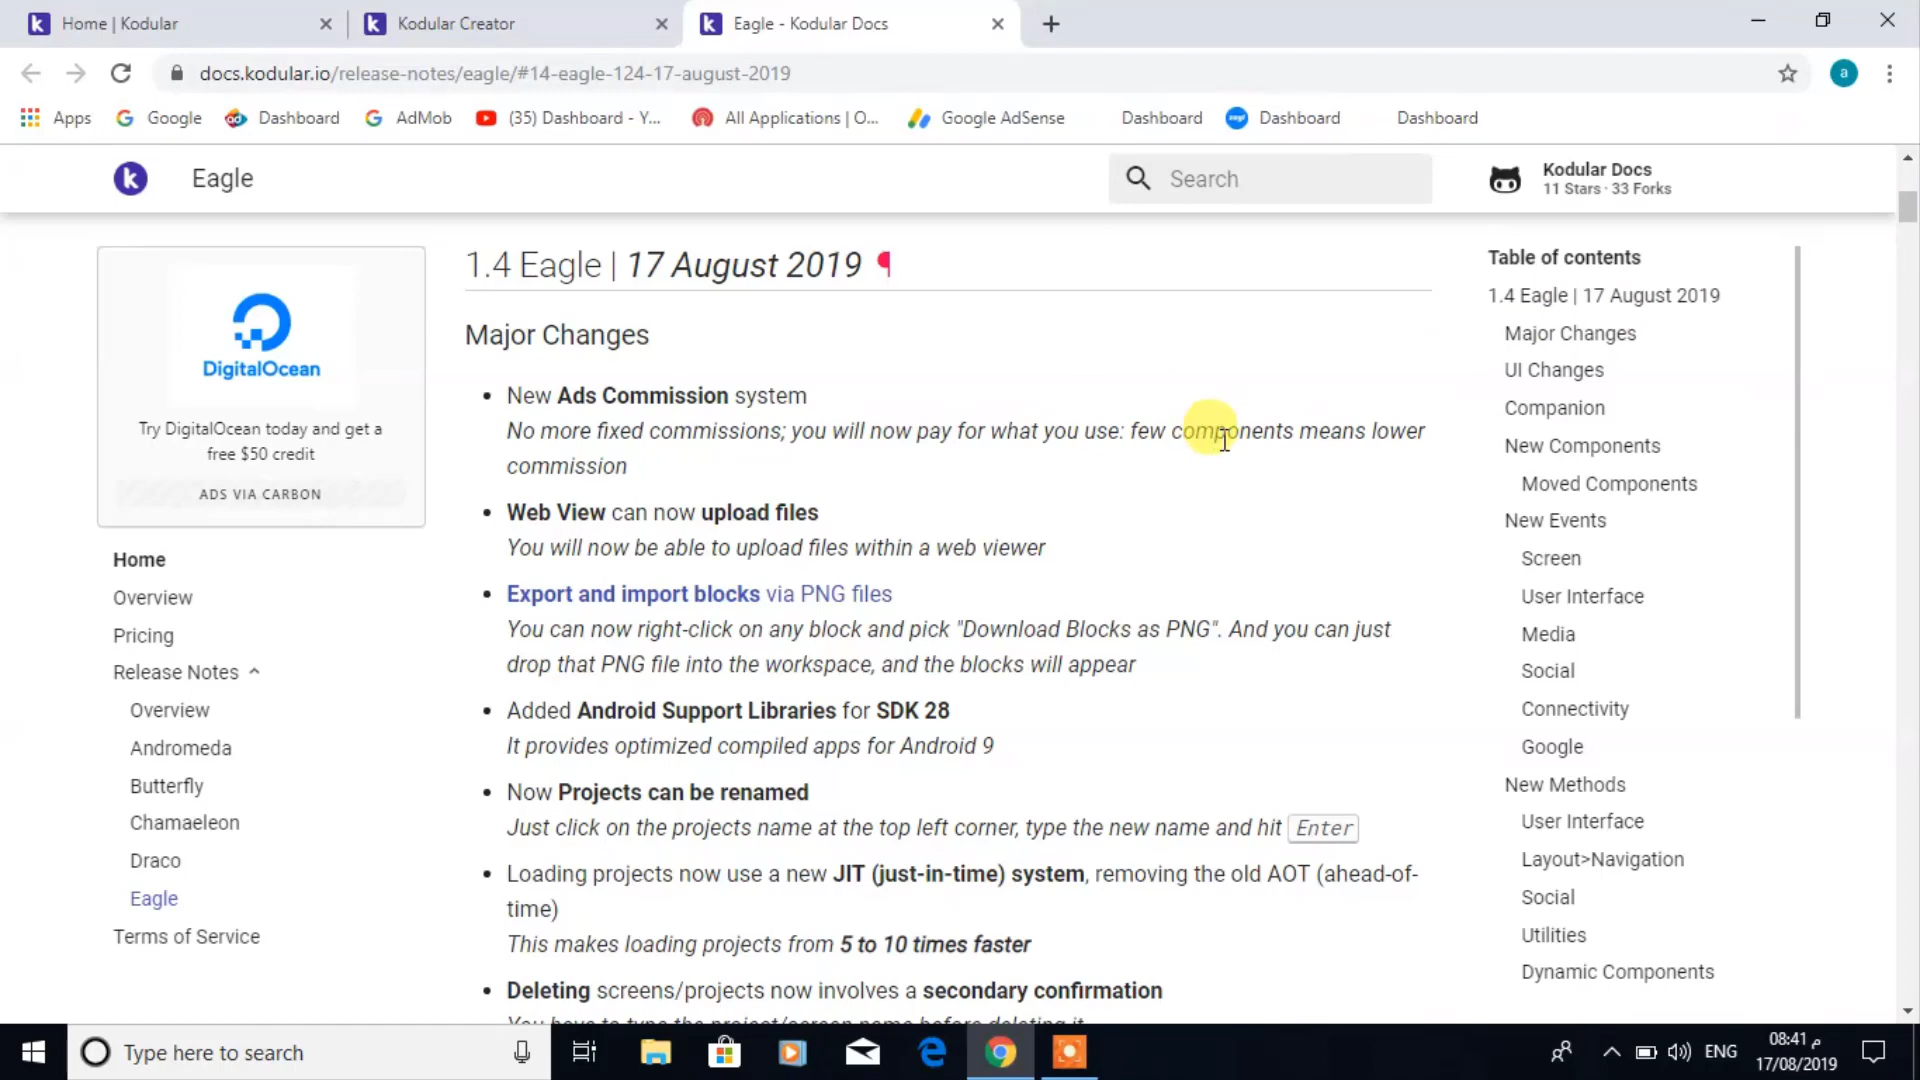 Home | Kodular
Kodular Creator
Eagle - Kodular Docs
docs.kodular.io/release-notes/eagle/#14-eagle-124-17-august-2019
a
Apps
Google
Dashboard
AdMob
(35) Dashboard - Y...
All Applications | O...
Google AdSense
Dashboard
Dashboard
Dashboard
k
Eagle
Search
Kodular Docs
11 Stars · 33 Forks
DigitalOcean
Try DigitalOcean today and get a
free $50 credit
ADS VIA CARBON
Home
Overview
Pricing
Release Notes
Overview
Andromeda
Butterfly
Chamaeleon
Draco
Eagle
Terms of Service
1.4 Eagle | 17 August 2019 ¶
Major Changes
• New Ads Commission system
No more fixed commissions; you will now pay for what you use: few components means lower
commission
• Web View can now upload files
You will now be able to upload files within a web viewer
• Export and import blocks via PNG files
You can now right-click on any block and pick "Download Blocks as PNG". And you can just
drop that PNG file into the workspace, and the blocks will appear
• Added Android Support Libraries for SDK 28
It provides optimized compiled apps for Android 9
• Now Projects can be renamed
Just click on the projects name at the top left corner, type the new name and hit Enter
• Loading projects now use a new JIT (just-in-time) system, removing the old AOT (ahead-of-
time)
This makes loading projects from 5 to 10 times faster
• Deleting screens/projects now involves a secondary confirmation
You have to type the project/screen name before deleting it
Table of contents
1.4 Eagle | 17 August 2019
Major Changes
UI Changes
Companion
New Components
Moved Components
New Events
Screen
User Interface
Media
Social
Connectivity
Google
New Methods
User Interface
Layout>Navigation
Social
Utilities
Dynamic Components
Type here to search
ENG
08:41 م
17/08/2019